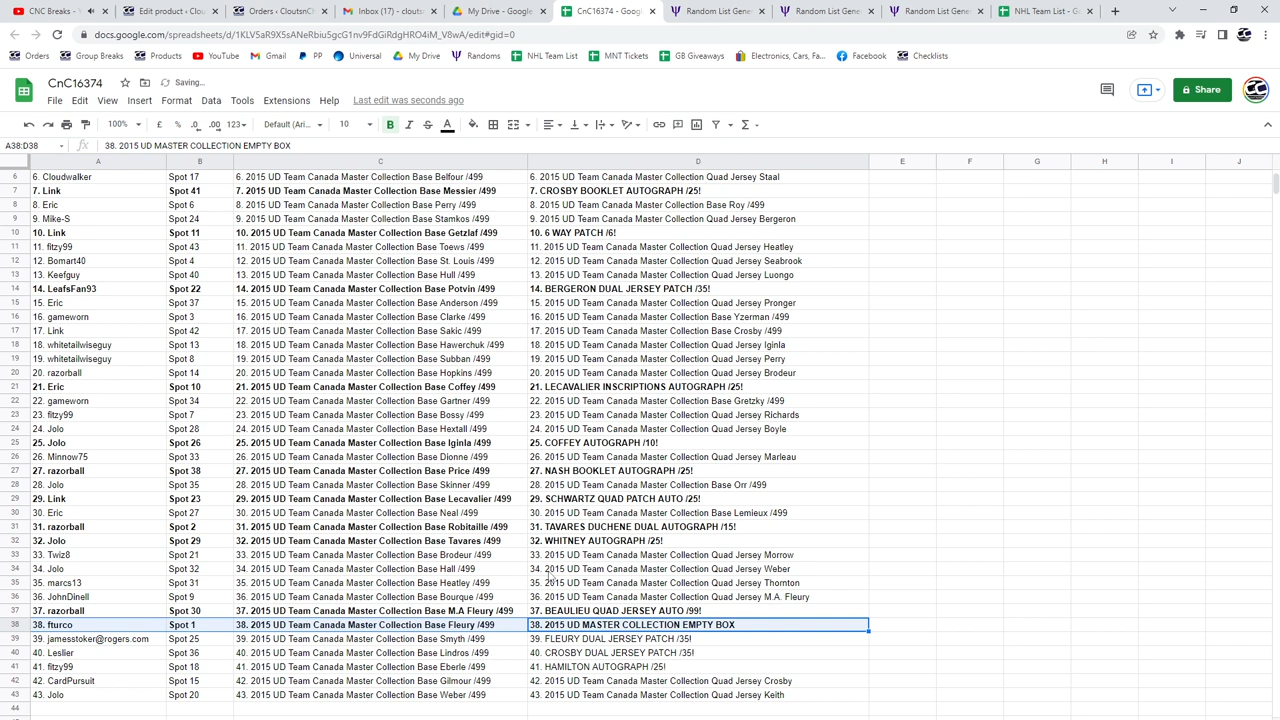 CNC Breaks - Y
Edit product « Clout
Orders ‹ CloutsnCh
Inbox (17) - clouts
My Drive - Google
CnC16374 - Googl
Random List Gene
Random List Gene
Random List Gene
NHL Team List - Go
docs.google.com/spreadsheets/d/1KLV5aR9X5sANeRbiu5gcG1nv9FdGiRdgHRO4iM_V8wA/edit#gid=0
Orders
Group Breaks
Products
YouTube
Gmail
PP
Universal
My Drive
Randoms
NHL Team List
MNT Tickets
GB Giveaways
Electronics, Cars, Fa...
Facebook
Checklists
CnC16374
Saving...
File Edit View Insert Format Data Tools Extensions Help Last edit was seconds ago
Share
100% £ % .0 .00 123 Default (Ari... 10 B I S A
A38:D38 fx 38. 2015 UD MASTER COLLECTION EMPTY BOX
A B C D E F G H I J
6 6. Cloudwalker Spot 17 6. 2015 UD Team Canada Master Collection Base Belfour /499 6. 2015 UD Team Canada Master Collection Quad Jersey Staal
7 7. Link Spot 41 7. 2015 UD Team Canada Master Collection Base Messier /499 7. CROSBY BOOKLET AUTOGRAPH /25!
8 8. Eric Spot 6 8. 2015 UD Team Canada Master Collection Base Perry /499 8. 2015 UD Team Canada Master Collection Base Roy /499
9 9. Mike-S Spot 24 9. 2015 UD Team Canada Master Collection Base Stamkos /499 9. 2015 UD Team Canada Master Collection Quad Jersey Bergeron
10 10. Link Spot 11 10. 2015 UD Team Canada Master Collection Base Getzlaf /499 10. 6 WAY PATCH /6!
11 11. fitzy99 Spot 43 11. 2015 UD Team Canada Master Collection Base Toews /499 11. 2015 UD Team Canada Master Collection Quad Jersey Heatley
12 12. Bomart40 Spot 4 12. 2015 UD Team Canada Master Collection Base St. Louis /499 12. 2015 UD Team Canada Master Collection Quad Jersey Seabrook
13 13. Keefguy Spot 40 13. 2015 UD Team Canada Master Collection Base Hull /499 13. 2015 UD Team Canada Master Collection Quad Jersey Luongo
14 14. LeafsFan93 Spot 22 14. 2015 UD Team Canada Master Collection Base Potvin /499 14. BERGERON DUAL JERSEY PATCH /35!
15 15. Eric Spot 37 15. 2015 UD Team Canada Master Collection Base Anderson /499 15. 2015 UD Team Canada Master Collection Quad Jersey Pronger
16 16. gameworn Spot 3 16. 2015 UD Team Canada Master Collection Base Clarke /499 16. 2015 UD Team Canada Master Collection Base Yzerman /499
17 17. Link Spot 42 17. 2015 UD Team Canada Master Collection Base Sakic /499 17. 2015 UD Team Canada Master Collection Base Crosby /499
18 18. whitetailwiseguy Spot 13 18. 2015 UD Team Canada Master Collection Base Hawerchuk /499 18. 2015 UD Team Canada Master Collection Quad Jersey Iginla
19 19. whitetailwiseguy Spot 8 19. 2015 UD Team Canada Master Collection Base Subban /499 19. 2015 UD Team Canada Master Collection Quad Jersey Perry
20 20. razorball Spot 14 20. 2015 UD Team Canada Master Collection Base Hopkins /499 20. 2015 UD Team Canada Master Collection Quad Jersey Brodeur
21 21. Eric Spot 10 21. 2015 UD Team Canada Master Collection Base Coffey /499 21. LECAVALIER INSCRIPTIONS AUTOGRAPH /25!
22 22. gameworn Spot 34 22. 2015 UD Team Canada Master Collection Base Gartner /499 22. 2015 UD Team Canada Master Collection Base Gretzky /499
23 23. fitzy99 Spot 7 23. 2015 UD Team Canada Master Collection Base Bossy /499 23. 2015 UD Team Canada Master Collection Quad Jersey Richards
24 24. Jolo Spot 28 24. 2015 UD Team Canada Master Collection Base Hextall /499 24. 2015 UD Team Canada Master Collection Quad Jersey Boyle
25 25. Jolo Spot 26 25. 2015 UD Team Canada Master Collection Base Iginla /499 25. COFFEY AUTOGRAPH /10!
26 26. Minnow75 Spot 33 26. 2015 UD Team Canada Master Collection Base Dionne /499 26. 2015 UD Team Canada Master Collection Quad Jersey Marleau
27 27. razorball Spot 38 27. 2015 UD Team Canada Master Collection Base Price /499 27. NASH BOOKLET AUTOGRAPH /25!
28 28. Jolo Spot 35 28. 2015 UD Team Canada Master Collection Base Skinner /499 28. 2015 UD Team Canada Master Collection Base Orr /499
29 29. Link Spot 23 29. 2015 UD Team Canada Master Collection Base Lecavalier /499 29. SCHWARTZ QUAD PATCH AUTO /25!
30 30. Eric Spot 27 30. 2015 UD Team Canada Master Collection Base Neal /499 30. 2015 UD Team Canada Master Collection Base Lemieux /499
31 31. razorball Spot 2 31. 2015 UD Team Canada Master Collection Base Robitaille /499 31. TAVARES DUCHENE DUAL AUTOGRAPH /15!
32 32. Jolo Spot 29 32. 2015 UD Team Canada Master Collection Base Tavares /499 32. WHITNEY AUTOGRAPH /25!
33 33. Twiz8 Spot 21 33. 2015 UD Team Canada Master Collection Base Brodeur /499 33. 2015 UD Team Canada Master Collection Quad Jersey Morrow
34 34. Jolo Spot 32 34. 2015 UD Team Canada Master Collection Base Hall /499 34. 2015 UD Team Canada Master Collection Quad Jersey Weber
35 35. marcs13 Spot 31 35. 2015 UD Team Canada Master Collection Base Heatley /499 35. 2015 UD Team Canada Master Collection Quad Jersey Thornton
36 36. JohnDinell Spot 9 36. 2015 UD Team Canada Master Collection Base Bourque /499 36. 2015 UD Team Canada Master Collection Quad Jersey M.A. Fleury
37 37. razorball Spot 30 37. 2015 UD Team Canada Master Collection Base M.A Fleury /499 37. BEAULIEU QUAD JERSEY AUTO /99!
38 38. fturco Spot 1 38. 2015 UD Team Canada Master Collection Base Fleury /499 38. 2015 UD MASTER COLLECTION EMPTY BOX
39 39. jamesstoker@rogers.com Spot 25 39. 2015 UD Team Canada Master Collection Base Smyth /499 39. FLEURY DUAL JERSEY PATCH /35!
40 40. Leslier Spot 36 40. 2015 UD Team Canada Master Collection Base Lindros /499 40. CROSBY DUAL JERSEY PATCH /35!
41 41. fitzy99 Spot 18 41. 2015 UD Team Canada Master Collection Base Eberle /499 41. HAMILTON AUTOGRAPH /25!
42 42. CardPursuit Spot 15 42. 2015 UD Team Canada Master Collection Base Gilmour /499 42. 2015 UD Team Canada Master Collection Quad Jersey Crosby
43 43. Jolo Spot 20 43. 2015 UD Team Canada Master Collection Base Weber /499 43. 2015 UD Team Canada Master Collection Quad Jersey Keith
44